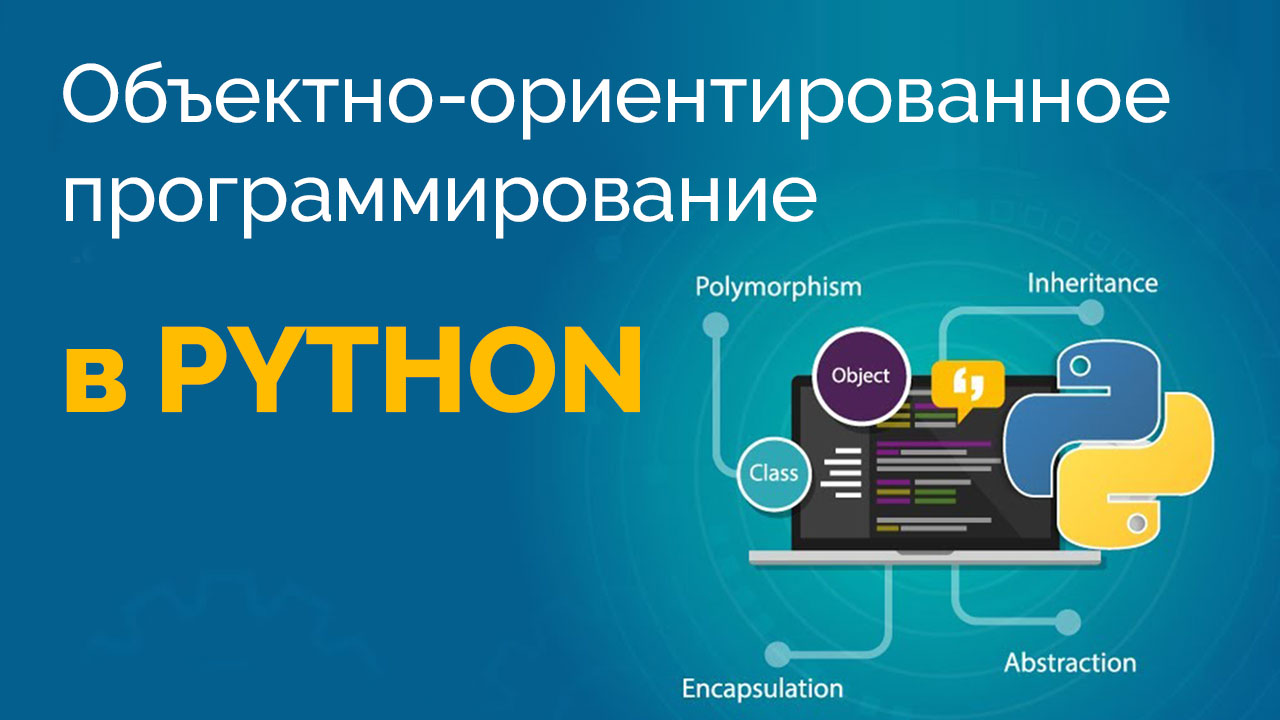 Объектно-ориентированное
программирование
в PYTHON
Polymorphism
Inheritance
Object
Class
Abstraction
Encapsulation